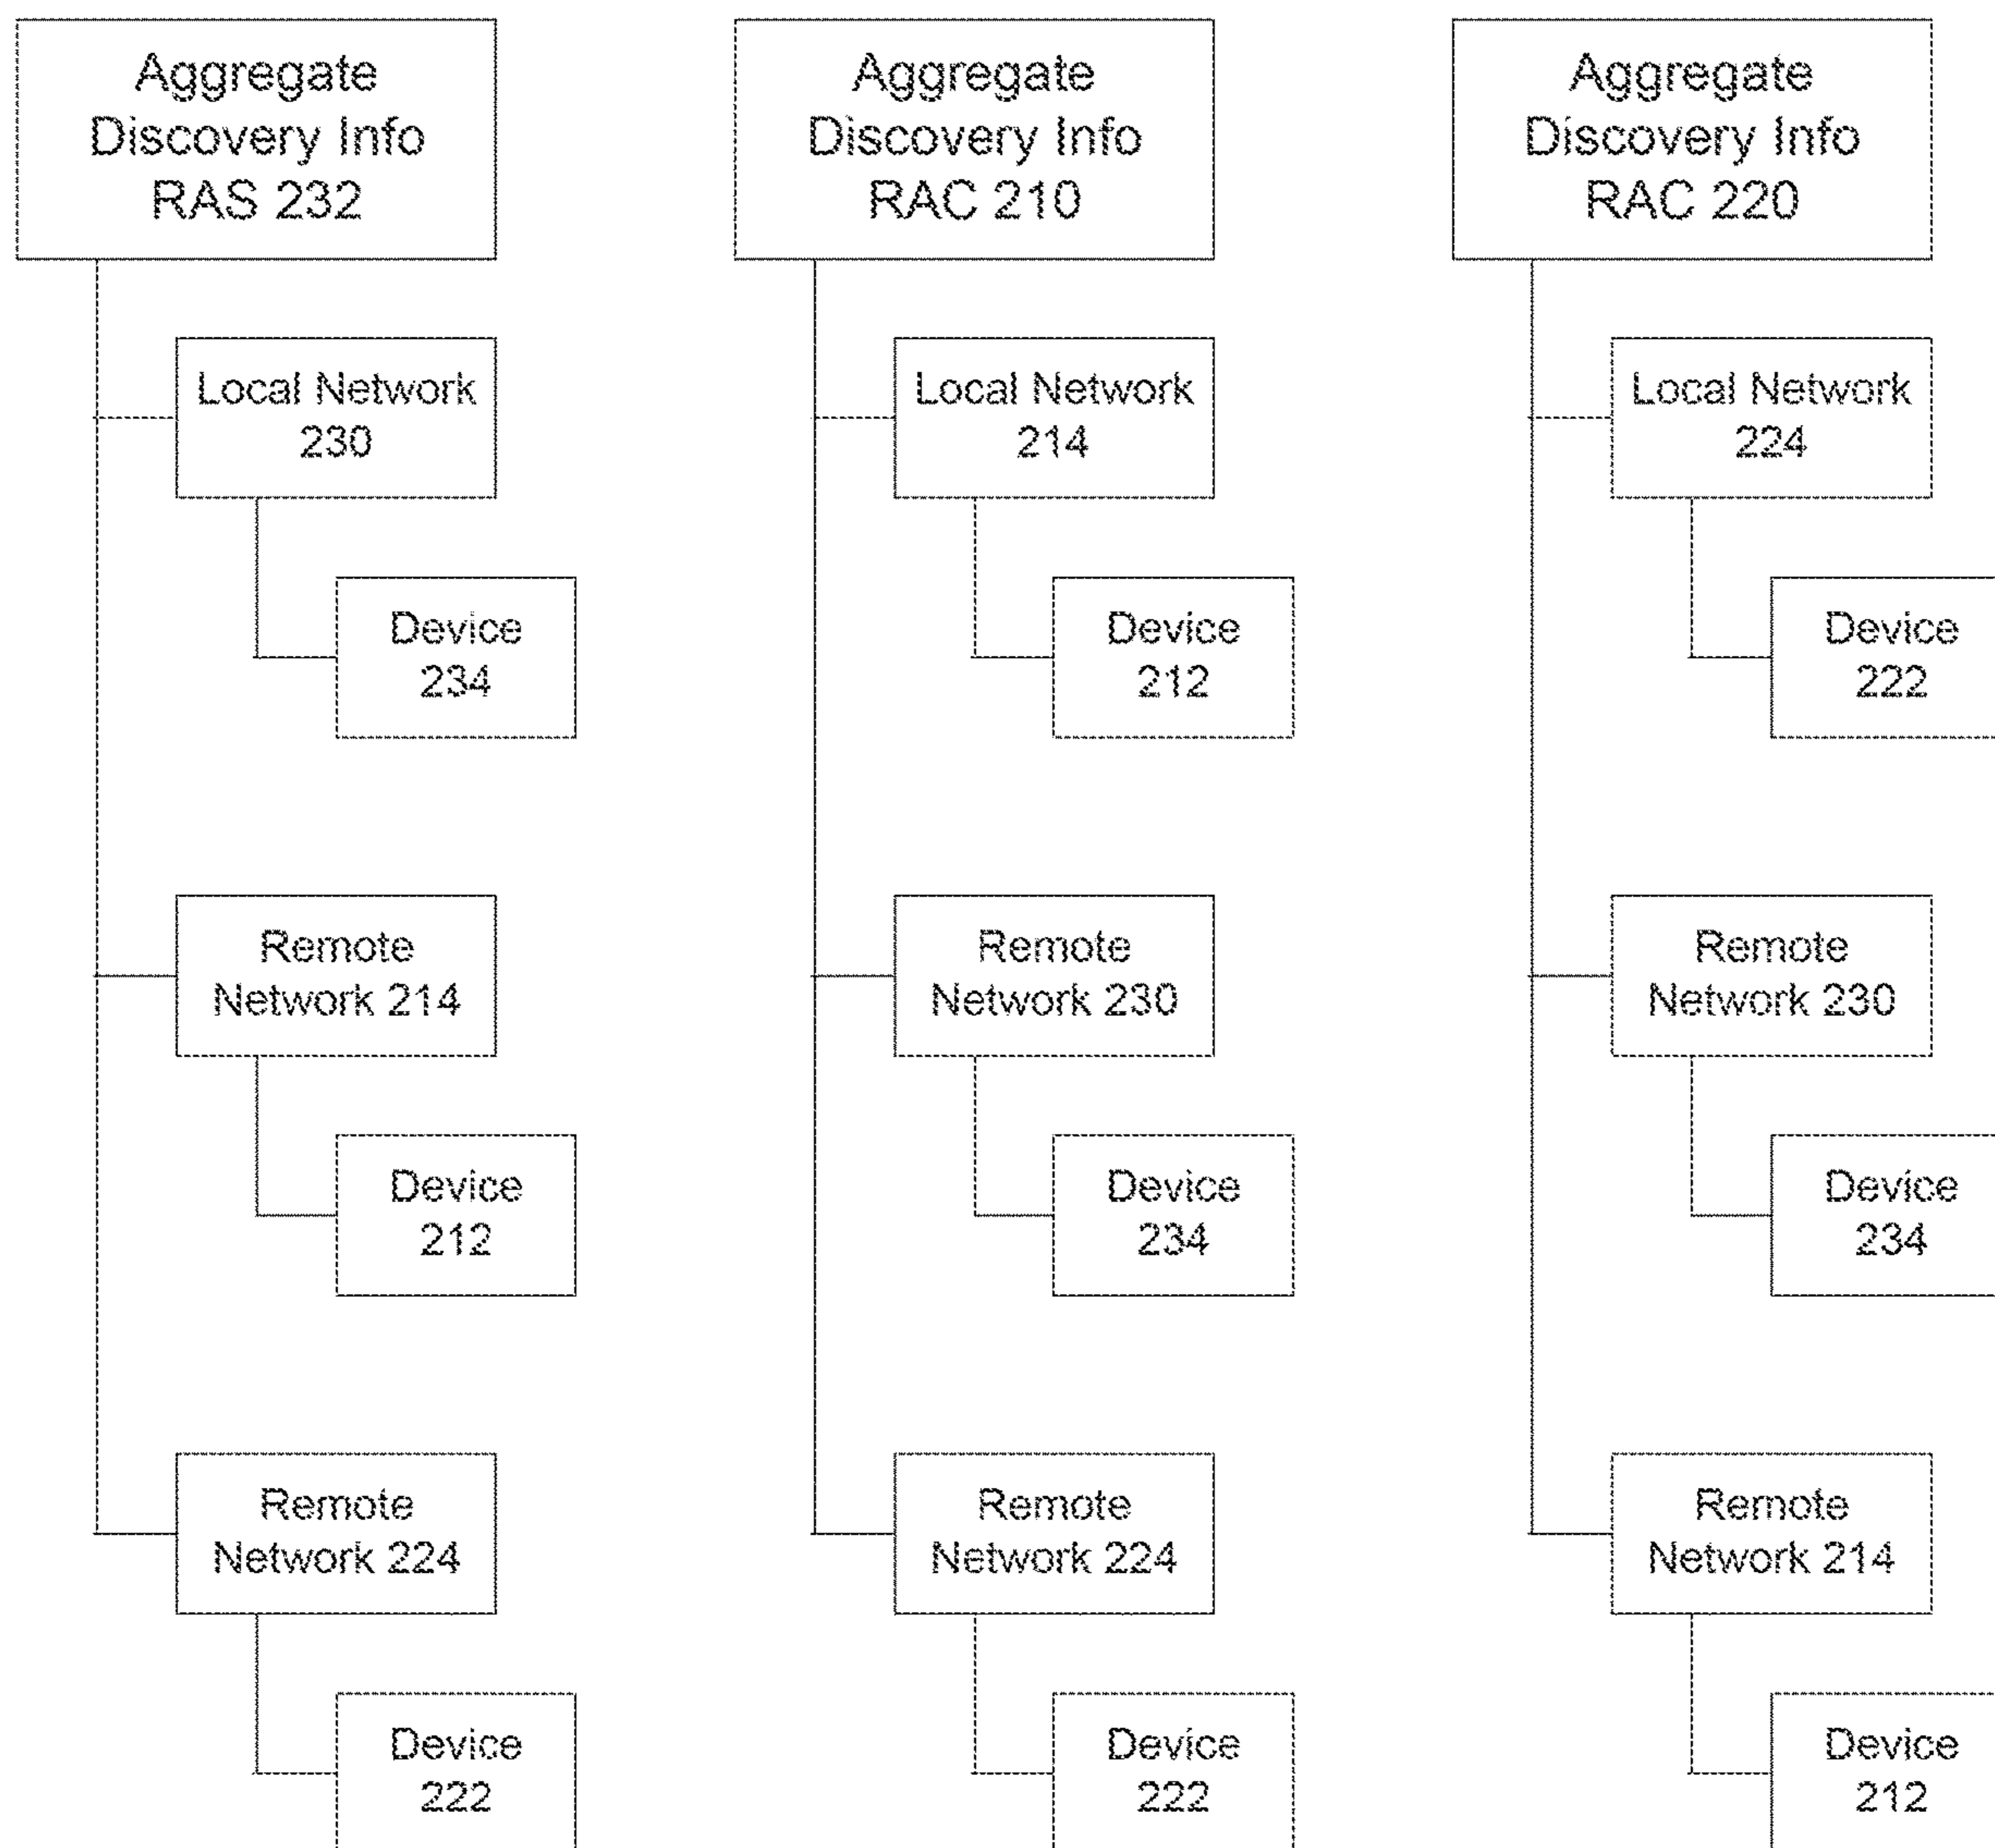 Aggregate
Discovery Info
RAS 232
Local Network
230
Device
234
Remote
Network 214
Device
212
Remote
Network 224
Device
222
Aggregate
Discovery Info
RAC 210
Local Network
214
Device
212
Remote
Network 230
Device
234
Remote
Network 224
Device
222
Aggregate
Discovery Info
RAC 220
Local Network
224
Device
222
Remote
Network 230
Device
234
Remote
Network 214
Device
212